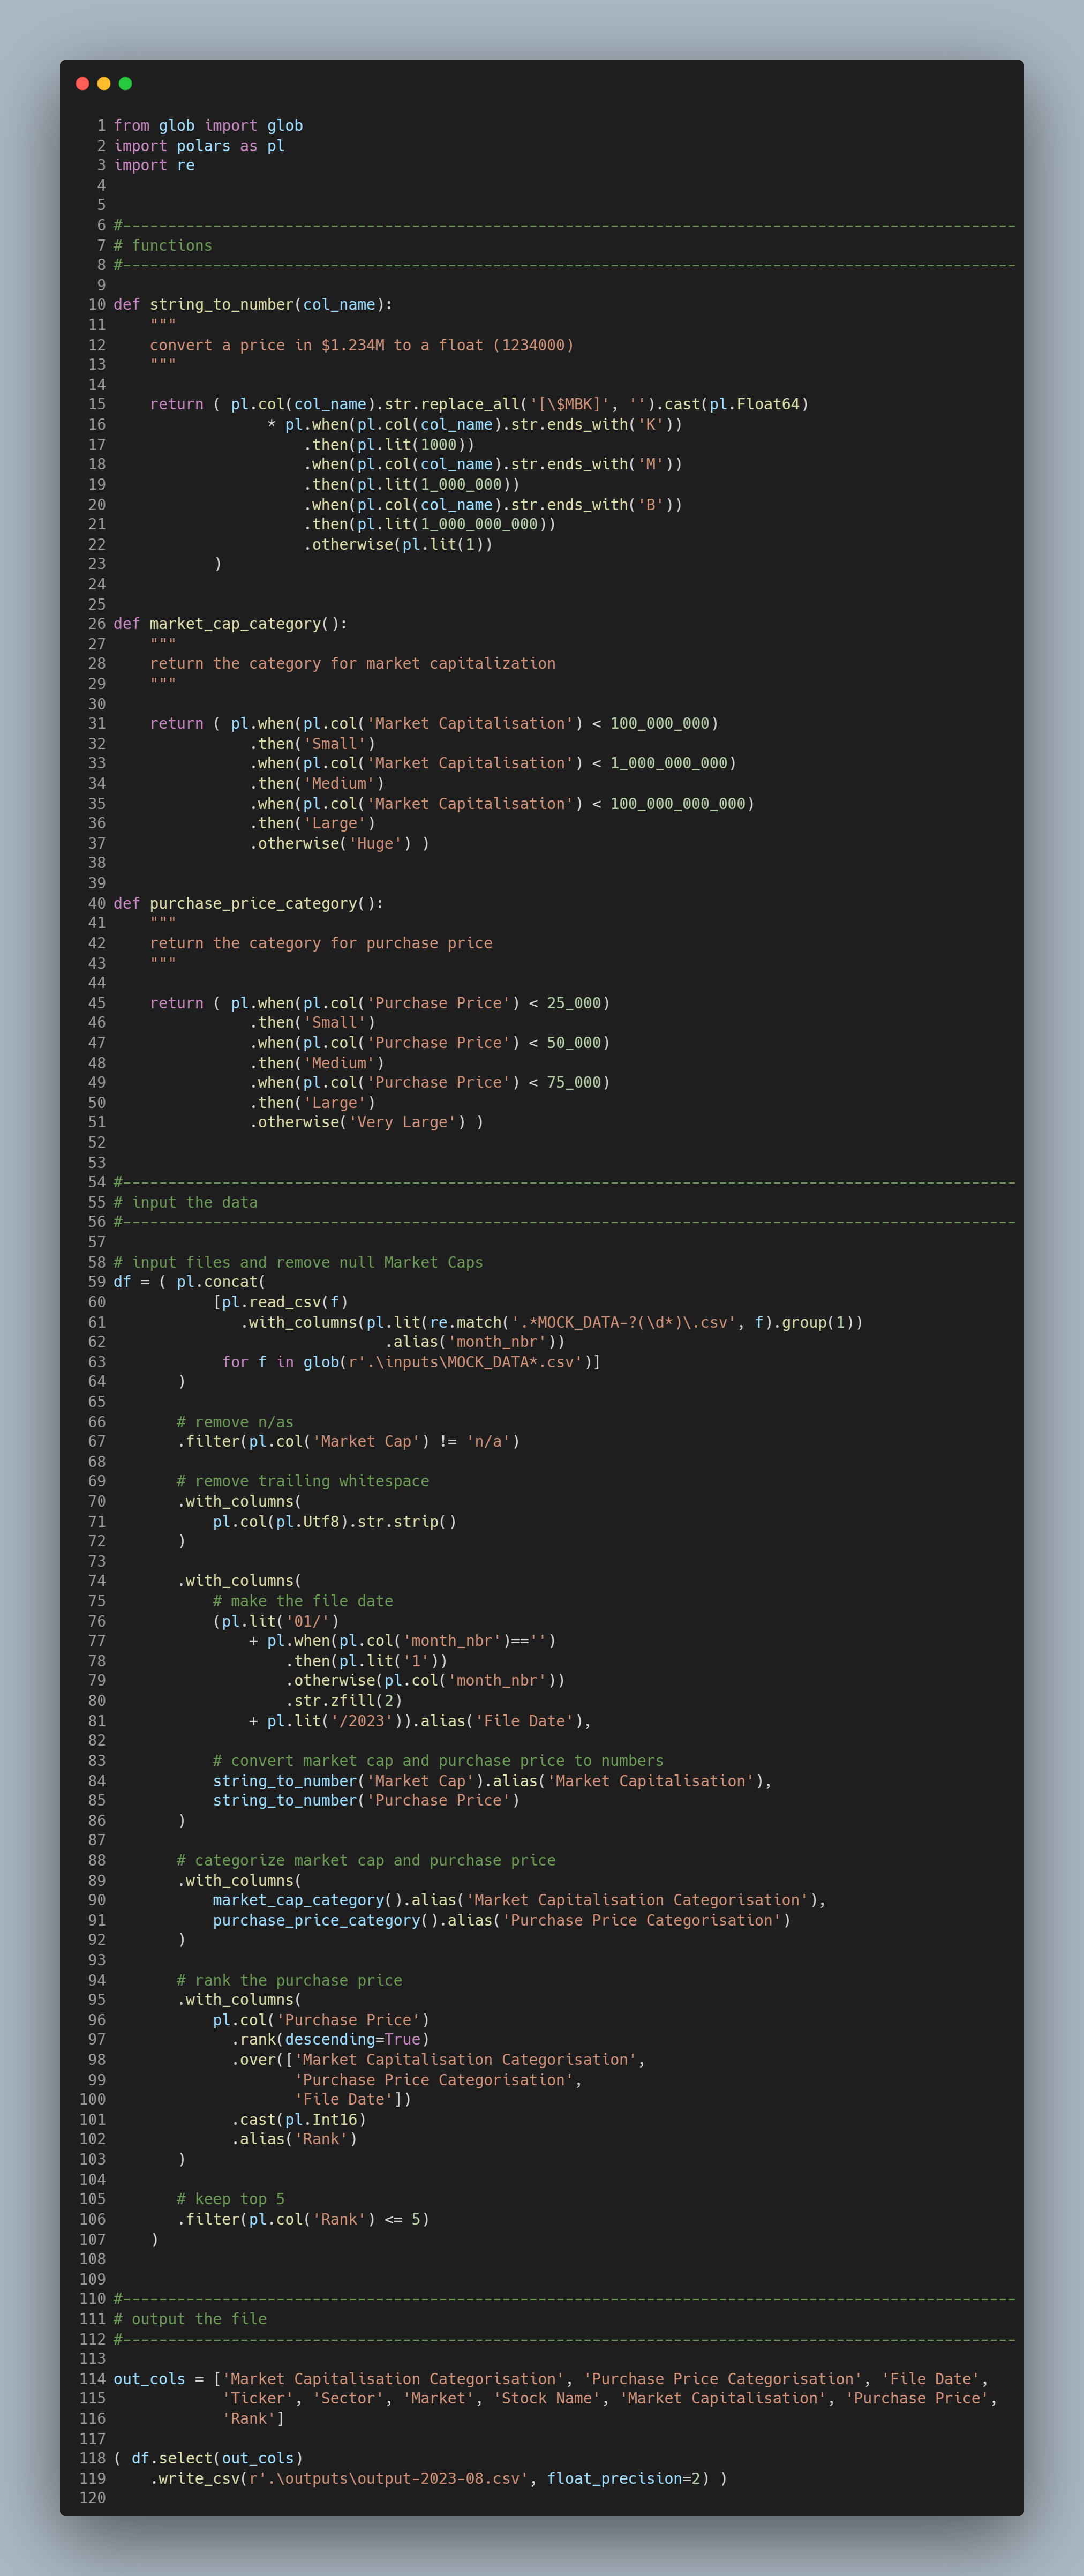 1 from glob import glob
2 import polars as pl
3 import re
4
5
6 #---------------------------------------------------------------------------------------------------
7 # functions
8 #---------------------------------------------------------------------------------------------------
9
10 def string_to_number(col_name):
11     """
12     convert a price in $1.234M to a float (1234000)
13     """
14
15     return ( pl.col(col_name).str.replace_all('[\$MBK]', '').cast(pl.Float64)
16                  * pl.when(pl.col(col_name).str.ends_with('K'))
17                      .then(pl.lit(1000))
18                      .when(pl.col(col_name).str.ends_with('M'))
19                      .then(pl.lit(1_000_000))
20                      .when(pl.col(col_name).str.ends_with('B'))
21                      .then(pl.lit(1_000_000_000))
22                      .otherwise(pl.lit(1))
23            )
24
25
26 def market_cap_category():
27     """
28     return the category for market capitalization
29     """
30
31     return ( pl.when(pl.col('Market Capitalisation') < 100_000_000)
32                .then('Small')
33                .when(pl.col('Market Capitalisation') < 1_000_000_000)
34                .then('Medium')
35                .when(pl.col('Market Capitalisation') < 100_000_000_000)
36                .then('Large')
37                .otherwise('Huge') )
38
39
40 def purchase_price_category():
41     """
42     return the category for purchase price
43     """
44
45     return ( pl.when(pl.col('Purchase Price') < 25_000)
46                .then('Small')
47                .when(pl.col('Purchase Price') < 50_000)
48                .then('Medium')
49                .when(pl.col('Purchase Price') < 75_000)
50                .then('Large')
51                .otherwise('Very Large') )
52
53
54 #---------------------------------------------------------------------------------------------------
55 # input the data
56 #---------------------------------------------------------------------------------------------------
57
58 # input files and remove null Market Caps
59 df = ( pl.concat(
60            [pl.read_csv(f)
61               .with_columns(pl.lit(re.match('.*MOCK_DATA-?(\d*)\.csv', f).group(1))
62                               .alias('month_nbr'))
63             for f in glob(r'.\inputs\MOCK_DATA*.csv')]
64        )
65
66        # remove n/as
67        .filter(pl.col('Market Cap') != 'n/a')
68
69        # remove trailing whitespace
70        .with_columns(
71            pl.col(pl.Utf8).str.strip()
72        )
73
74        .with_columns(
75            # make the file date
76            (pl.lit('01/')
77                + pl.when(pl.col('month_nbr')=='')
78                    .then(pl.lit('1'))
79                    .otherwise(pl.col('month_nbr'))
80                    .str.zfill(2)
81                + pl.lit('/2023')).alias('File Date'),
82
83            # convert market cap and purchase price to numbers
84            string_to_number('Market Cap').alias('Market Capitalisation'),
85            string_to_number('Purchase Price')
86        )
87
88        # categorize market cap and purchase price
89        .with_columns(
90            market_cap_category().alias('Market Capitalisation Categorisation'),
91            purchase_price_category().alias('Purchase Price Categorisation')
92        )
93
94        # rank the purchase price
95        .with_columns(
96            pl.col('Purchase Price')
97              .rank(descending=True)
98              .over(['Market Capitalisation Categorisation',
99                     'Purchase Price Categorisation',
100                     'File Date'])
101              .cast(pl.Int16)
102              .alias('Rank')
103        )
104
105        # keep top 5
106        .filter(pl.col('Rank') <= 5)
107     )
108
109
110 #---------------------------------------------------------------------------------------------------
111 # output the file
112 #---------------------------------------------------------------------------------------------------
113
114 out_cols = ['Market Capitalisation Categorisation', 'Purchase Price Categorisation', 'File Date',
115             'Ticker', 'Sector', 'Market', 'Stock Name', 'Market Capitalisation', 'Purchase Price',
116             'Rank']
117
118 ( df.select(out_cols)
119     .write_csv(r'.\outputs\output-2023-08.csv', float_precision=2) )
120